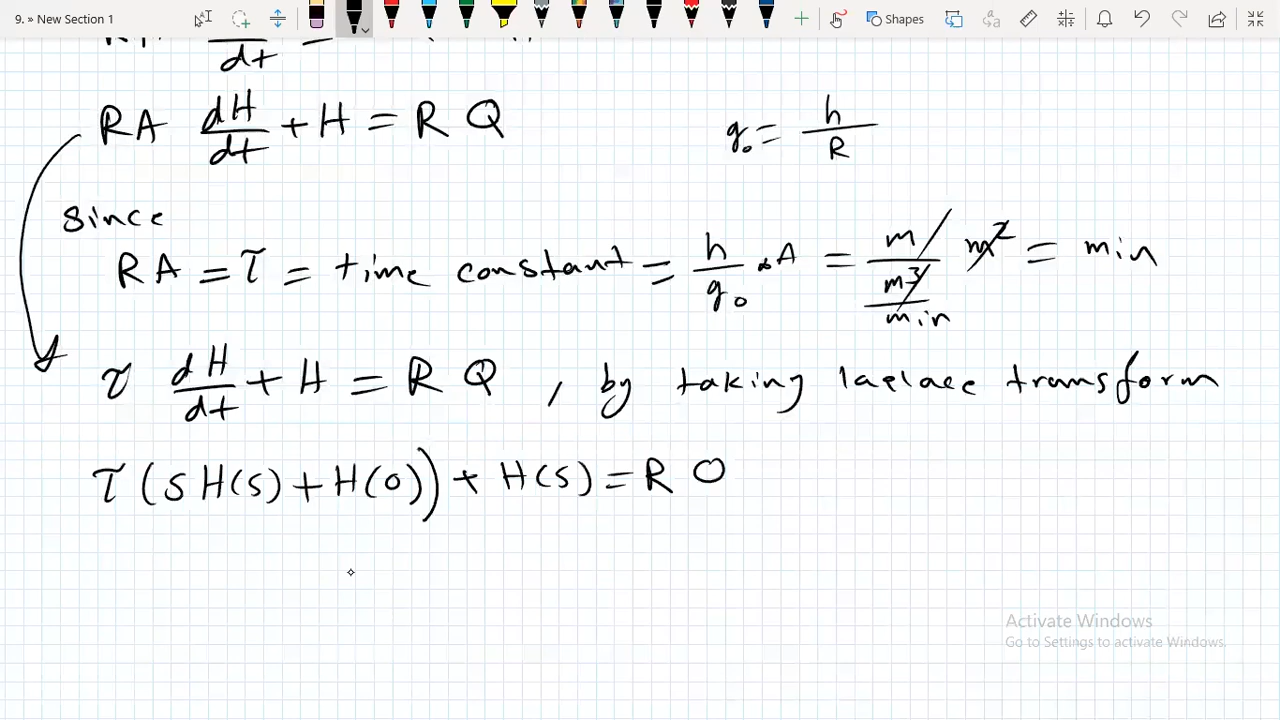 9. » New Section 1
Shapes
dt =
RA dH/dt + H = R Q
q₀ = h/R
since
RA = τ = time constant = h/q₀ * A = m/(m³/min) m² = min
τ dH/dt + H = R Q , by taking laplace transform
τ(S H(s) + H(0)) + H(s) = R O
Activate Windows
Go to Settings to activate Windows.